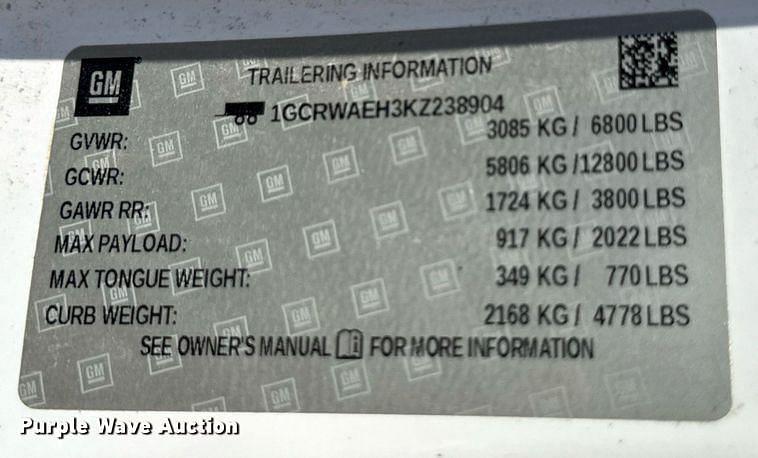 GM
TRAILERING INFORMATION
1GCRWAEH3KZ238904
GVWR: 3085 KG / 6800 LBS
GCWR: 5806 KG /12800 LBS
GAWR RR: 1724 KG / 3800 LBS
MAX PAYLOAD: 917 KG / 2022 LBS
MAX TONGUE WEIGHT: 349 KG / 770 LBS
CURB WEIGHT: 2168 KG / 4778 LBS
SEE OWNER'S MANUAL i FOR MORE INFORMATION
Purple Wave Auction